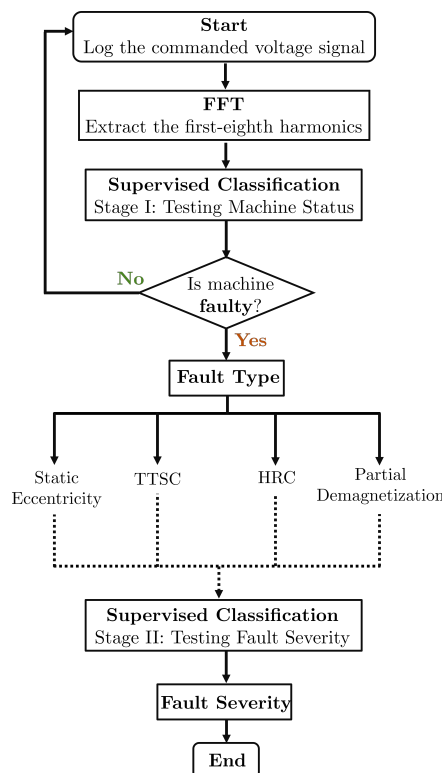 Start
Log the commanded voltage signal
FFT
Extract the first-eighth harmonics
Supervised Classification
Stage I: Testing Machine Status
No
Is machine
faulty?
Yes
Fault Type
Static
Eccentricity
TTSC
HRC
Partial
Demagnetization
Supervised Classification
Stage II: Testing Fault Severity
Fault Severity
End